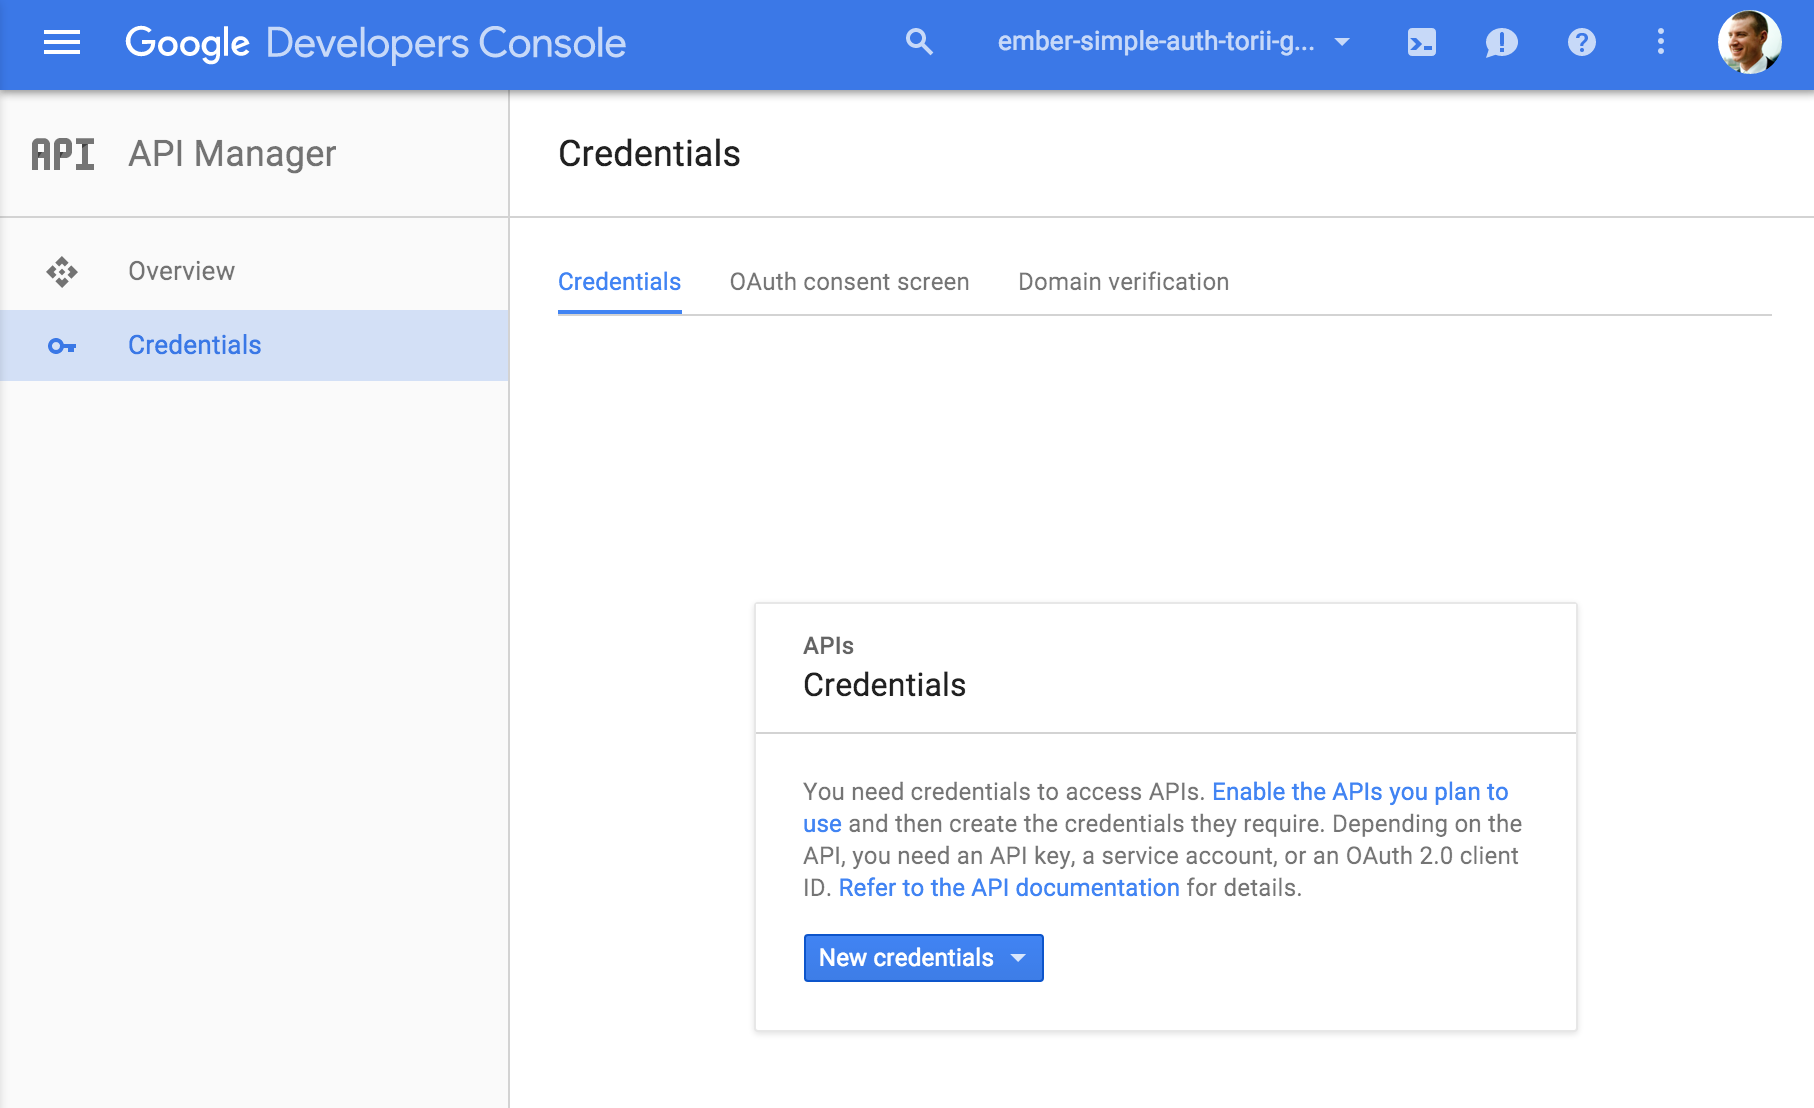 Google Developers Console
ember-simple-auth-torii-g...
API API Manager
Overview
Credentials
Credentials
Credentials OAuth consent screen Domain verification
APIs
Credentials
You need credentials to access APIs. Enable the APIs you plan to
use and then create the credentials they require. Depending on the
API, you need an API key, a service account, or an OAuth 2.0 client
ID. Refer to the API documentation for details.
New credentials